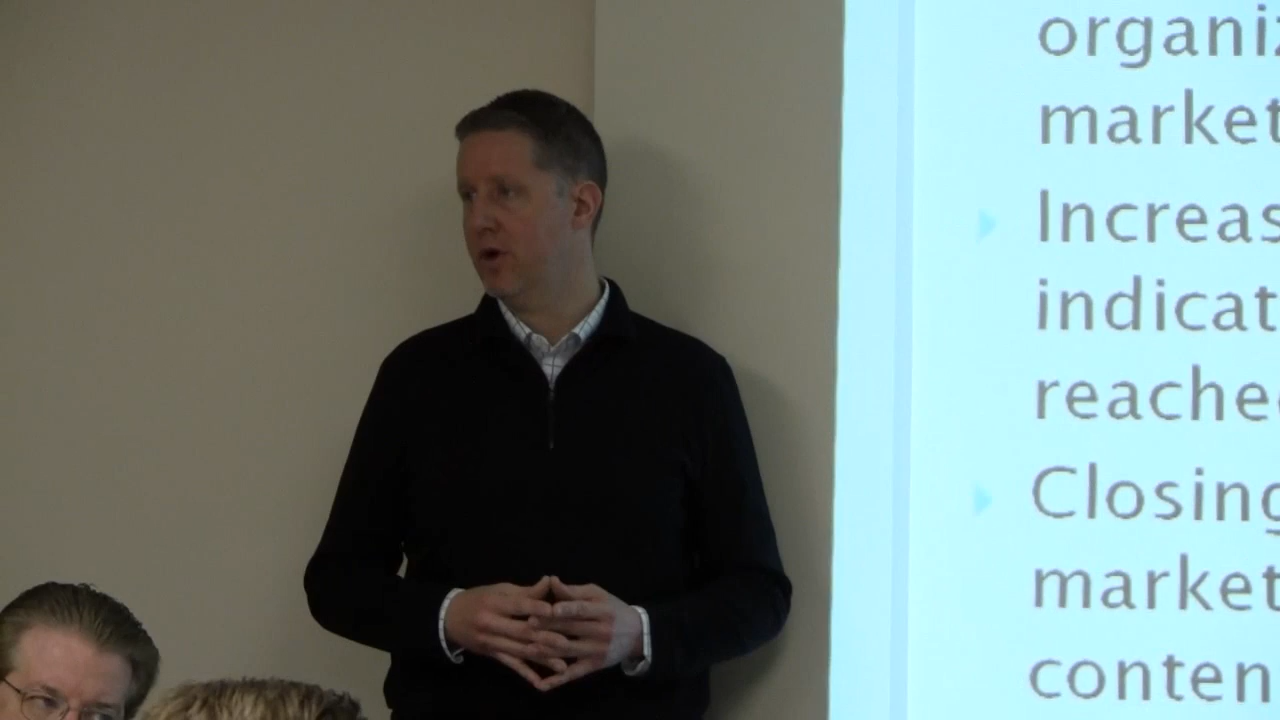 organiz
market
Increas
indicat
reache
Closing
market
conten